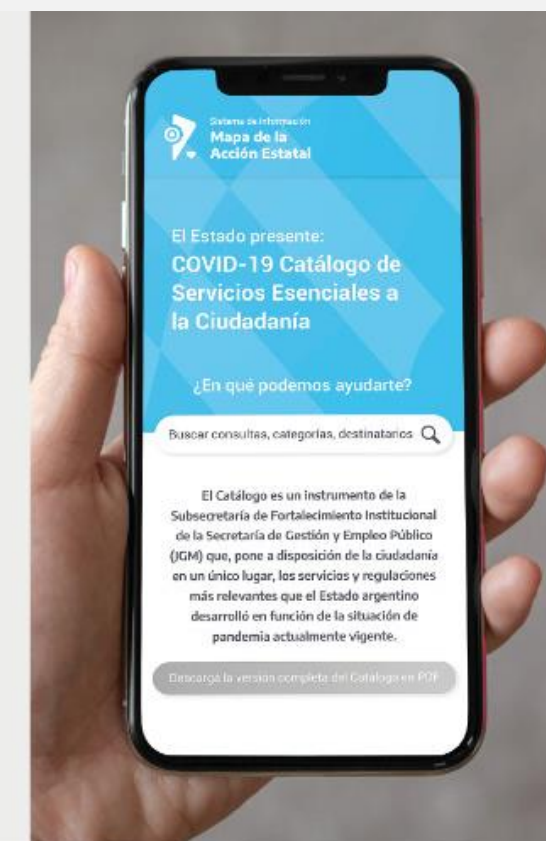 Sistema de Información
Mapa de la
Acción Estatal
El Estado presente:
COVID-19 Catálogo de
Servicios Esenciales a
la Ciudadanía
¿En qué podemos ayudarte?
Buscar consultas, categorías, destinatarios
El Catálogo es un instrumento de la
Subsecretaría de Fortalecimiento Institucional
de la Secretaría de Gestión y Empleo Público
(JGM) que, pone a disposición de la ciudadanía
en un único lugar, los servicios y regulaciones
más relevantes que el Estado argentino
desarrolló en función de la situación de
pandemia actualmente vigente.
Descarga la versión completa del Catálogo en PDF